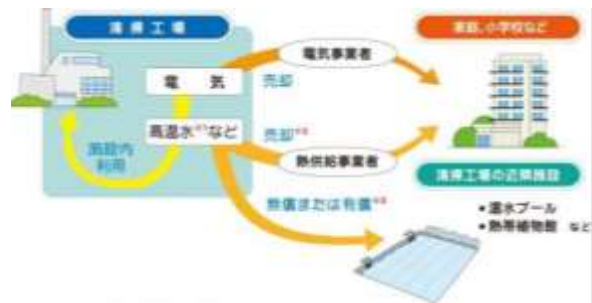 清掃工場
電気事業者
家庭、小学校など
電気
売却
高温水※1など
売却※2
施設内
利用
熱供給事業者
清掃工場の近隣施設
無償または有償※2
• 温水プール
• 熱帯植物館 など